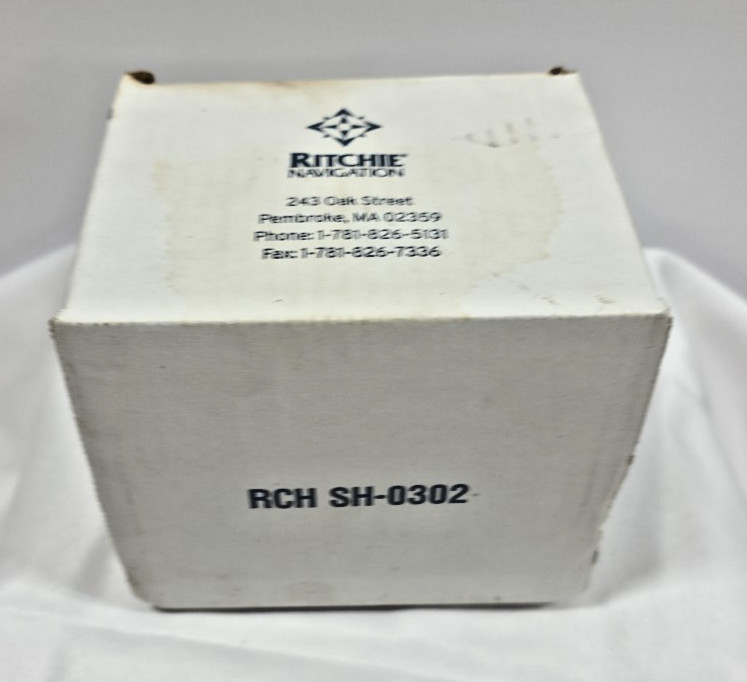 RITCHIE®
NAVIGATION
243 Oak Street
Pembroke, MA 02359
Phone: 1-781-826-5131
Fax: 1-781-826-7336
RCH SH-0302